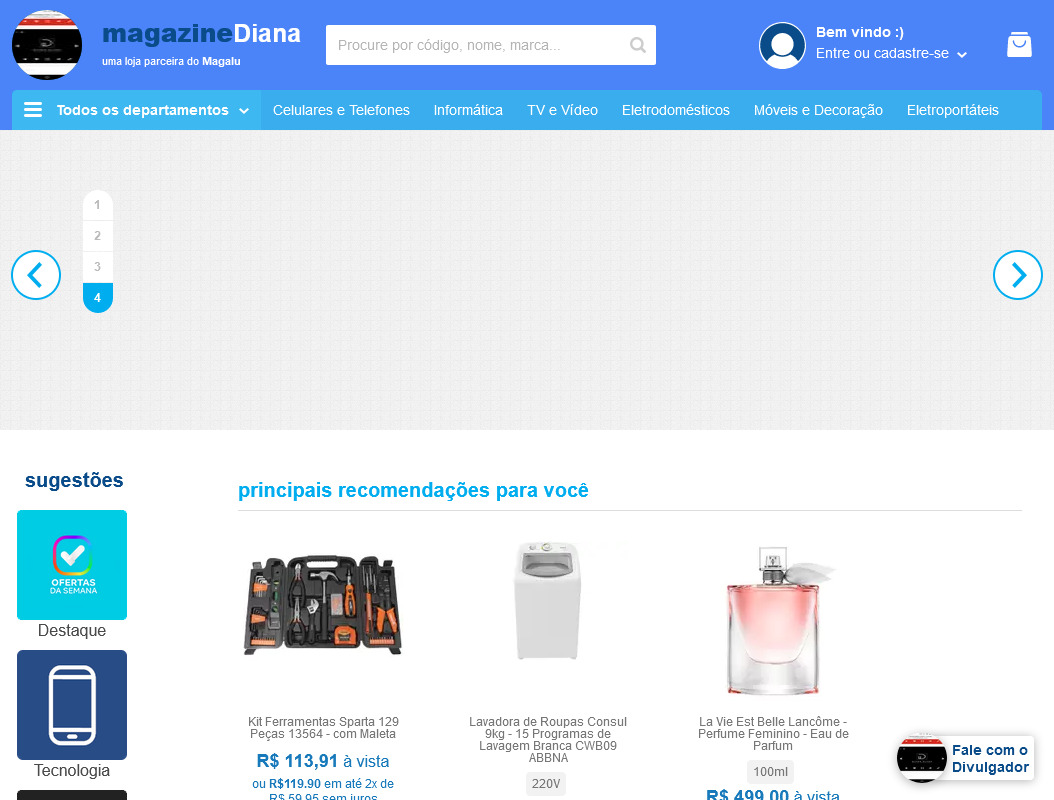 magazineDiana
uma loja parceira do Magalu
Procure por código, nome, marca...
Bem vindo :)
Entre ou cadastre-se
Todos os departamentos
Celulares e Telefones
Informática
TV e Vídeo
Eletrodomésticos
Móveis e Decoração
Eletroportáteis
1
2
3
4
sugestões
OFERTAS
DA SEMANA
Destaque
Tecnologia
principais recomendações para você
Kit Ferramentas Sparta 129
Peças 13564 - com Maleta
R$ 113,91 à vista
ou R$119.90 em até 2x de
R$ 59,95 sem juros
Lavadora de Roupas Consul
9kg - 15 Programas de
Lavagem Branca CWB09
ABBNA
220V
La Vie Est Belle Lancôme -
Perfume Feminino - Eau de
Parfum
100ml
R$ 499,00 à vista
Fale com o
Divulgador